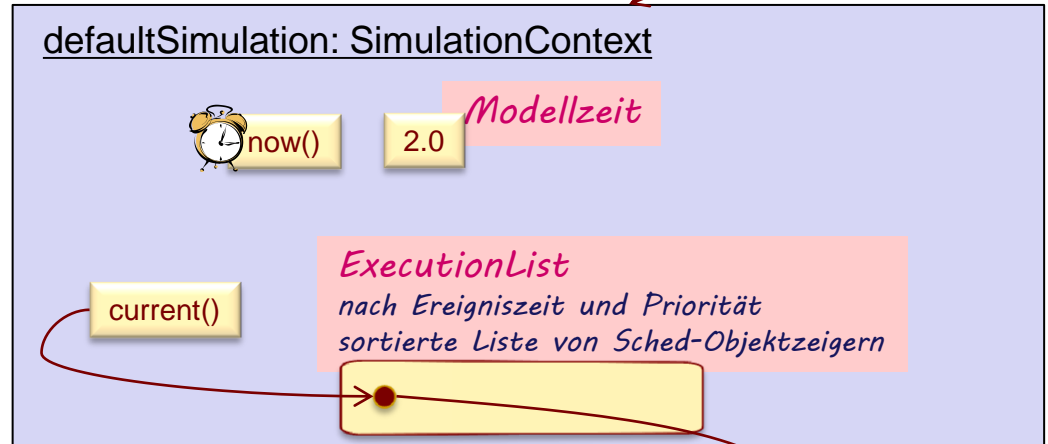 defaultSimulation: SimulationContext
Modellzeit
now()
2.0
ExecutionList
nach Ereigniszeit und Priorität
sortierte Liste von Sched-Objektzeigern
current()